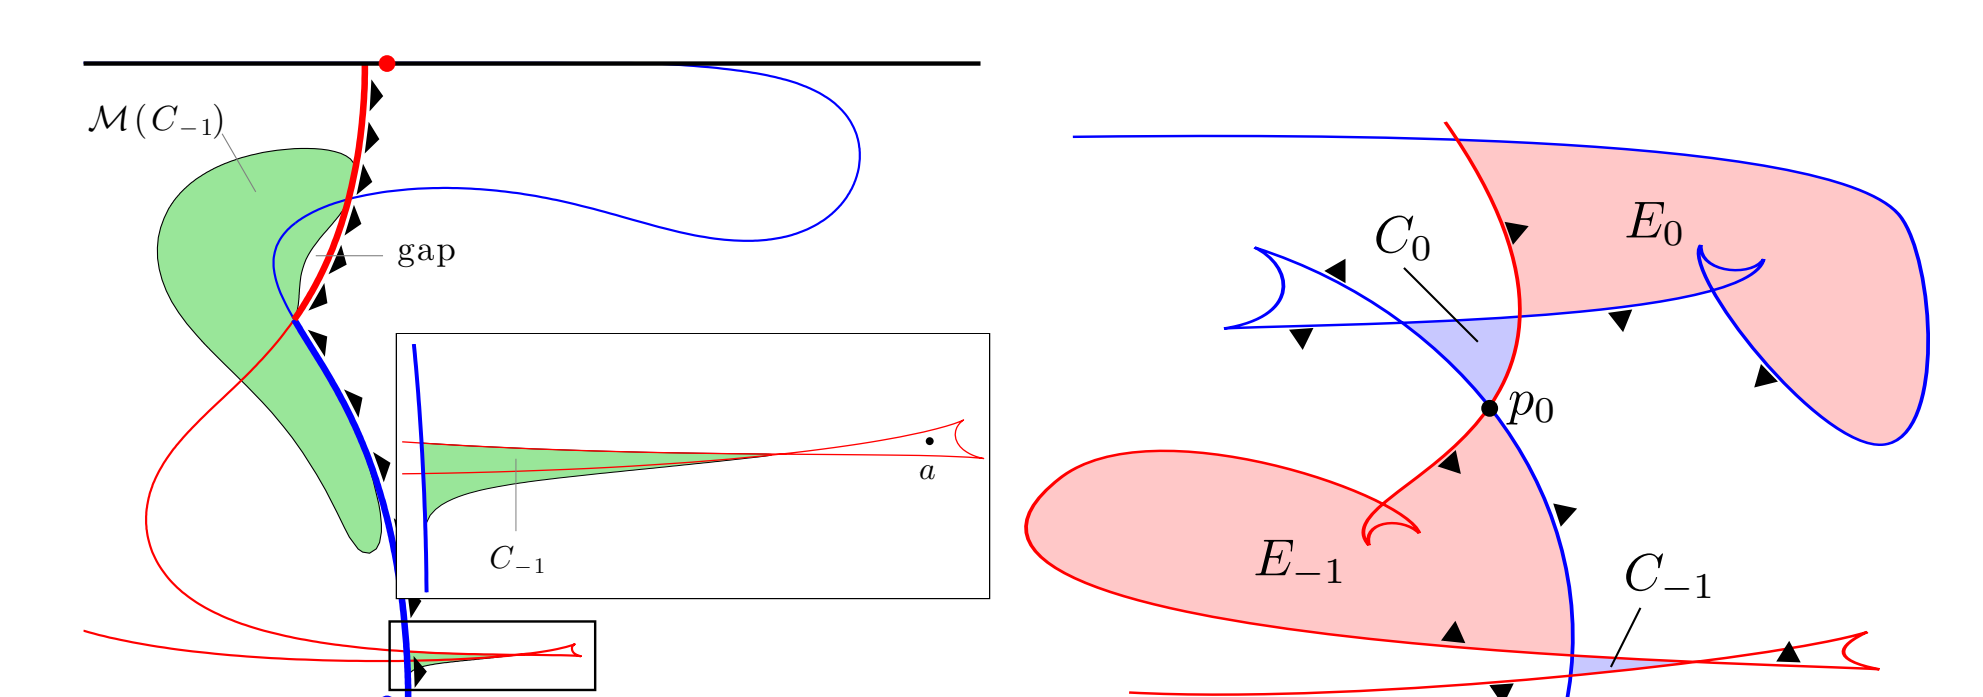 𝓜(C₋₁)
gap
a
C₋₁
C₀
E₀
p₀
E₋₁
C₋₁